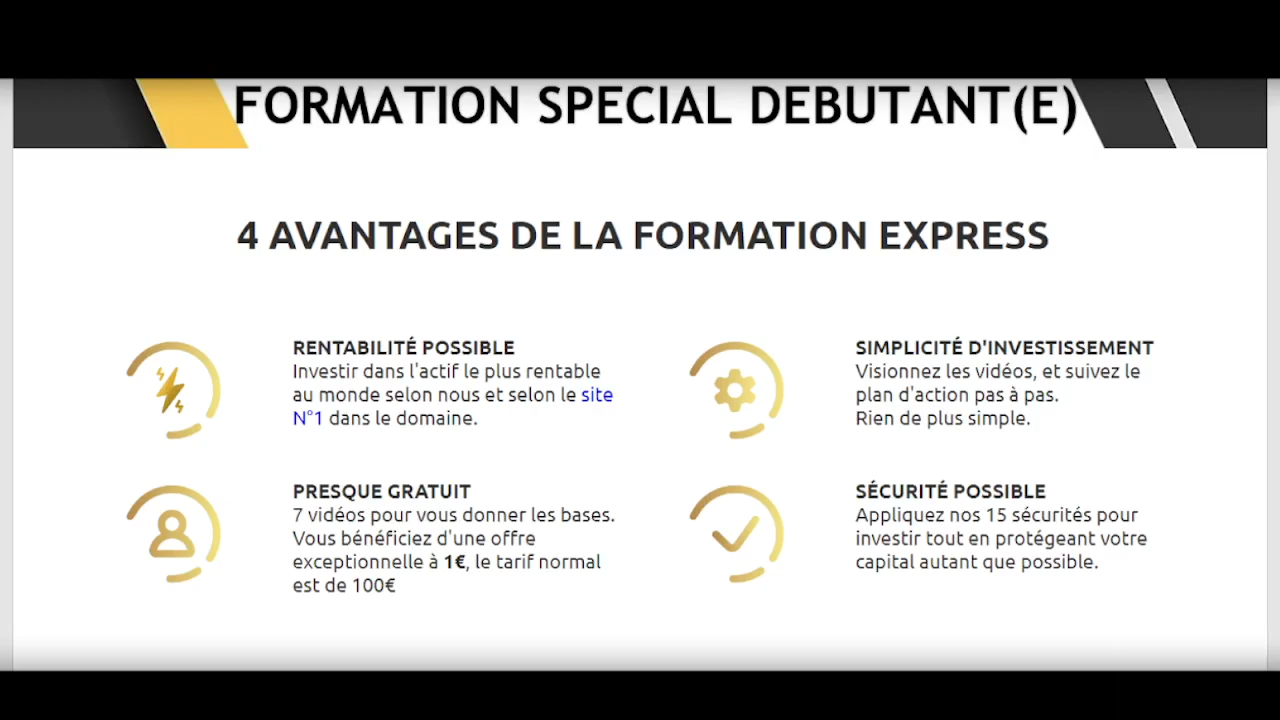 FORMATION SPECIAL DEBUTANT(E)
4 AVANTAGES DE LA FORMATION EXPRESS
RENTABILITÉ POSSIBLE
Investir dans l'actif le plus rentable
au monde selon nous et selon le site
N°1 dans le domaine.
SIMPLICITÉ D'INVESTISSEMENT
Visionnez les vidéos, et suivez le
plan d'action pas à pas.
Rien de plus simple.
PRESQUE GRATUIT
7 vidéos pour vous donner les bases.
Vous bénéficiez d'une offre
exceptionnelle à 1€, le tarif normal
est de 100€
SÉCURITÉ POSSIBLE
Appliquez nos 15 sécurités pour
investir tout en protégeant votre
capital autant que possible.